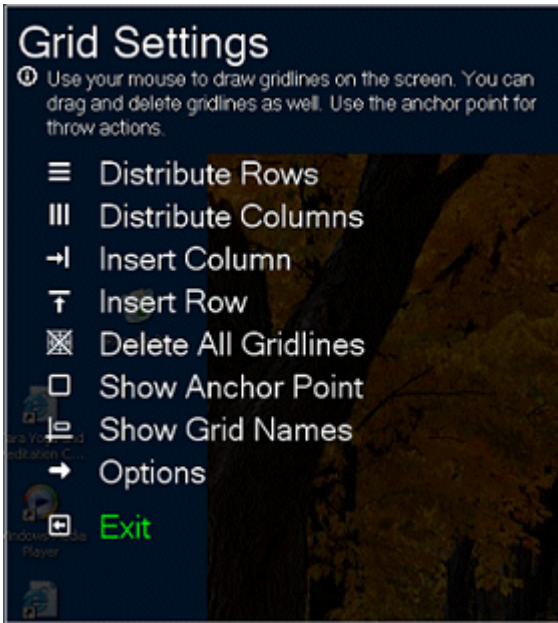 Grid Settings
Use your mouse to draw gridlines on the screen. You can
drag and delete gridlines as well. Use the anchor point for
throw actions.
Distribute Rows
Distribute Columns
Insert Column
Insert Row
Delete All Gridlines
Show Anchor Point
Show Grid Names
Options
Exit
Player